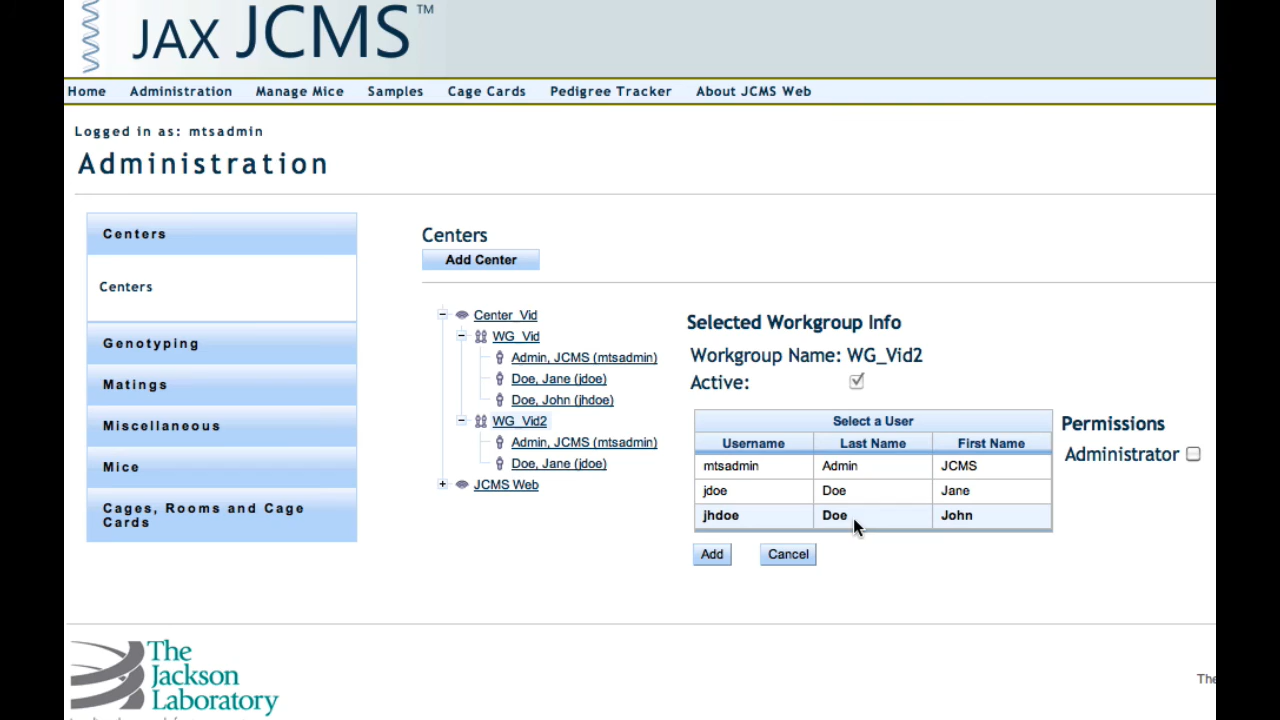 JAX JCMS™
Home Administration Manage Mice Samples Cage Cards Pedigree Tracker About JCMS Web
Logged in as: mtsadmin
Administration
Centers
Centers
Genotyping
Matings
Miscellaneous
Mice
Cages, Rooms and Cage
Cards
Centers
Add Center
Center_Vid
WG_Vid
Admin, JCMS (mtsadmin)
Doe, Jane (jdoe)
Doe, John (jhdoe)
WG_Vid2
Admin, JCMS (mtsadmin)
Doe, Jane (jdoe)
JCMS Web
Selected Workgroup Info
Workgroup Name: WG_Vid2
Active:
Select a User
Username Last Name First Name
mtsadmin Admin JCMS
jdoe Doe Jane
jhdoe Doe John
Add Cancel
Permissions
Administrator
The
Jackson
Laboratory
The